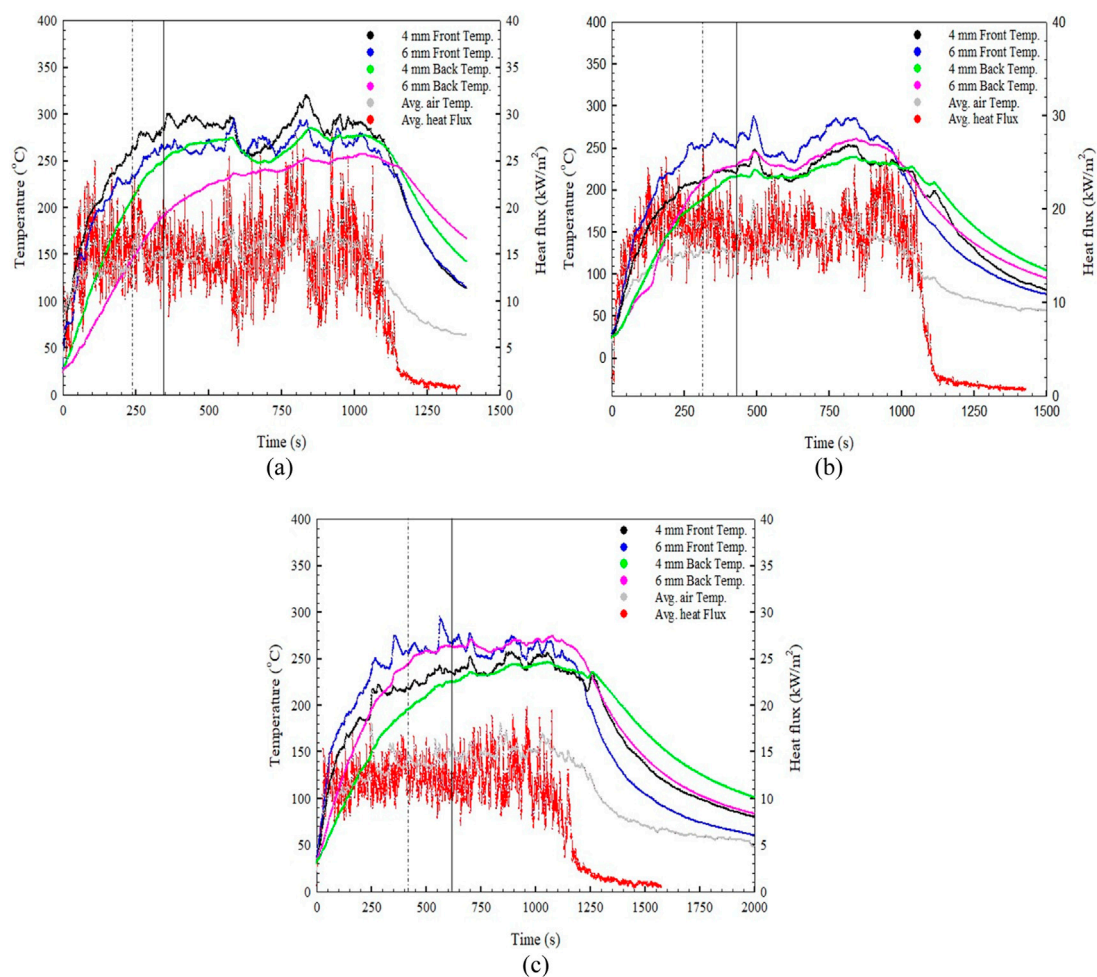 400
350
300
250
200
150
100
50
0
Temperature (°C)
0 250 500 750 1000 1250 1500
Time (s)
40
35
30
25
20
15
10
5
0
Heat flux (kW/m²)
4 mm Front Temp.
6 mm Front Temp.
4 mm Back Temp.
6 mm Back Temp.
Avg. air Temp.
Avg. heat Flux
(a)
400
350
300
250
200
150
100
50
0
Temperature (°C)
0 250 500 750 1000 1250 1500
Time (s)
40
30
20
10
0
Heat flux (kW/m²)
4 mm Front Temp.
6 mm Front Temp.
4 mm Back Temp.
6 mm Back Temp.
Avg. air Temp.
Avg. heat Flux
(b)
400
350
300
250
200
150
100
50
0
Temperature (°C)
0 250 500 750 1000 1250 1500 1750 2000
Time (s)
40
35
30
25
20
15
10
5
0
Heat flux (kW/m²)
4 mm Front Temp.
6 mm Front Temp.
4 mm Back Temp.
6 mm Back Temp.
Avg. air Temp.
Avg. heat Flux
(c)